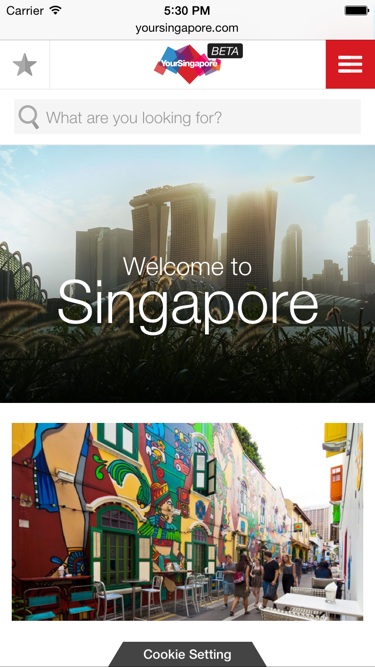 Carrier 5:30 PM
yoursingapore.com
YourSingapore BETA
What are you looking for?
Welcome to
Singapore
Cookie Setting